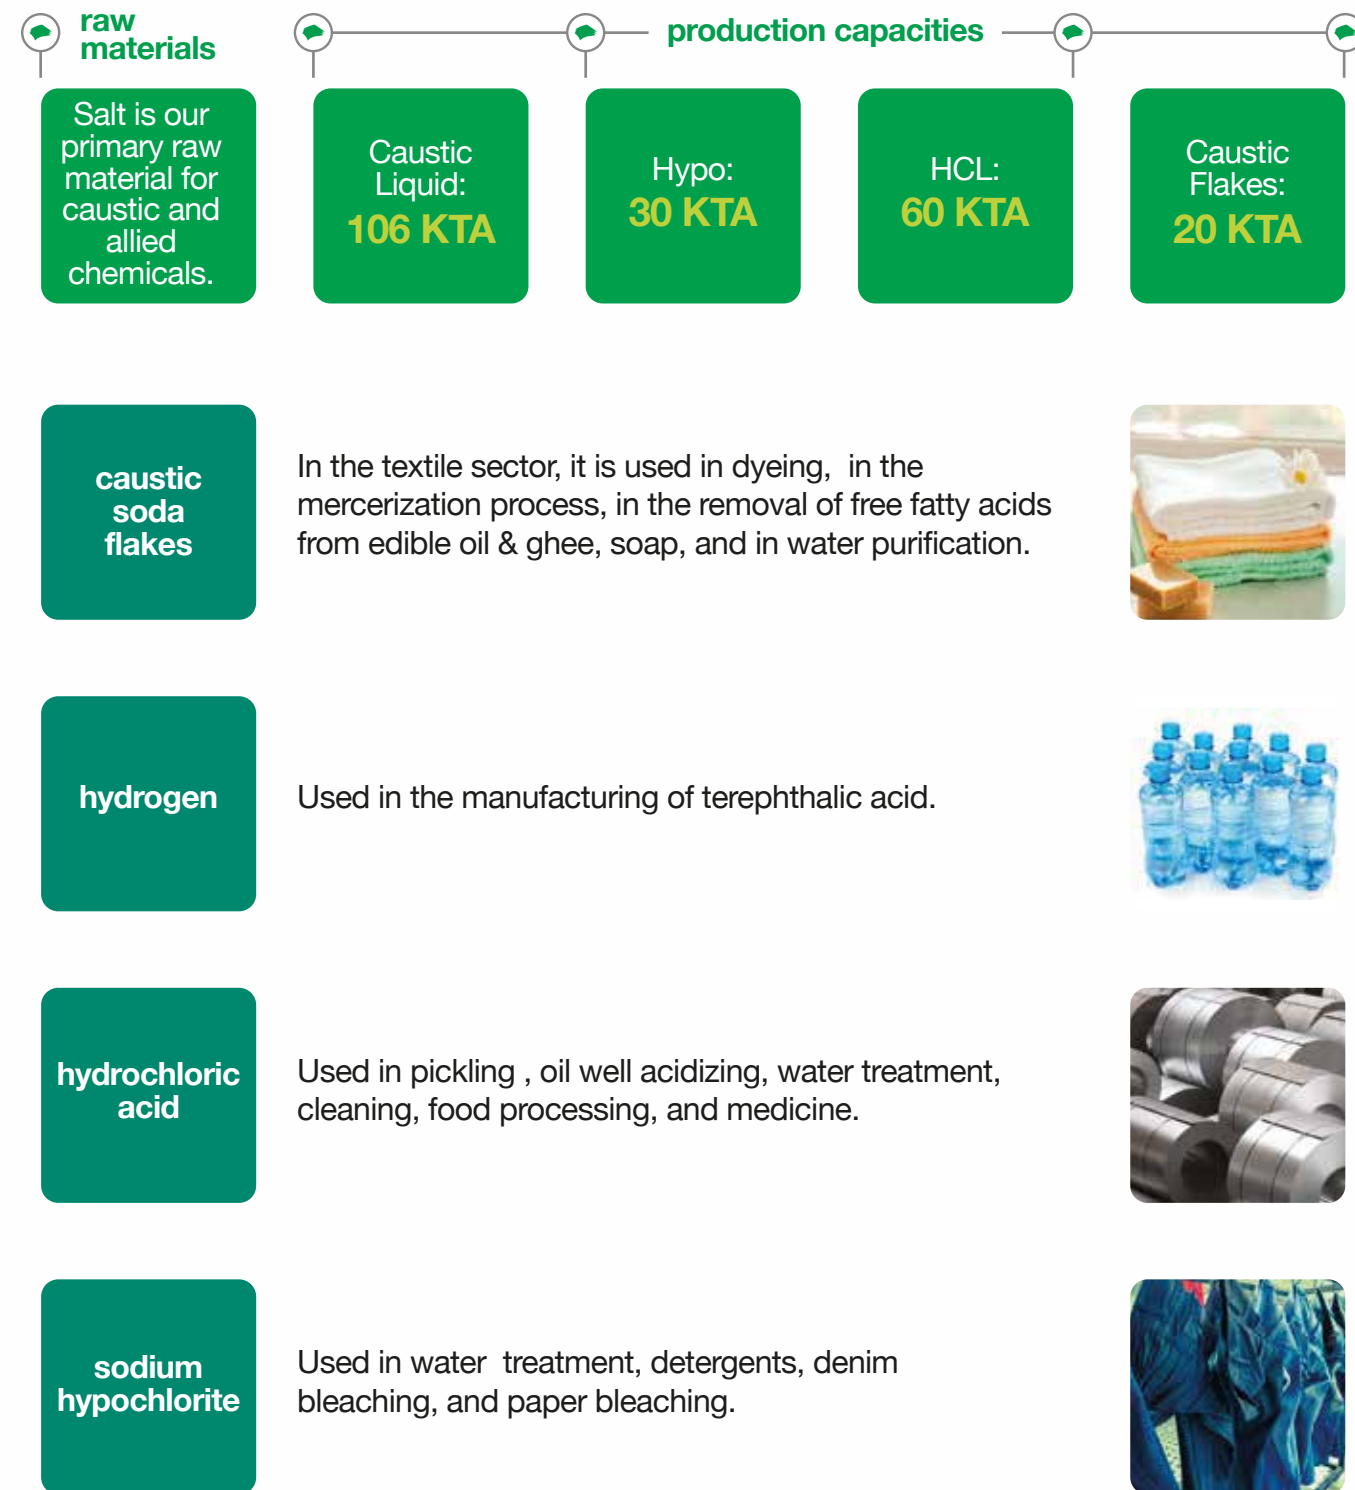 raw
materials
production capacities
Salt is our
primary raw
material for
caustic and
allied
chemicals.
Caustic
Liquid:
106 KTA
Hypo:
30 KTA
HCL:
60 KTA
Caustic
Flakes:
20 KTA
caustic
soda
flakes
In the textile sector, it is used in dyeing,  in the
mercerization process, in the removal of free fatty acids
from edible oil & ghee, soap, and in water purification.
hydrogen
Used in the manufacturing of terephthalic acid.
hydrochloric
acid
Used in pickling , oil well acidizing, water treatment,
cleaning, food processing, and medicine.
sodium
hypochlorite
Used in water  treatment, detergents, denim
bleaching, and paper bleaching.